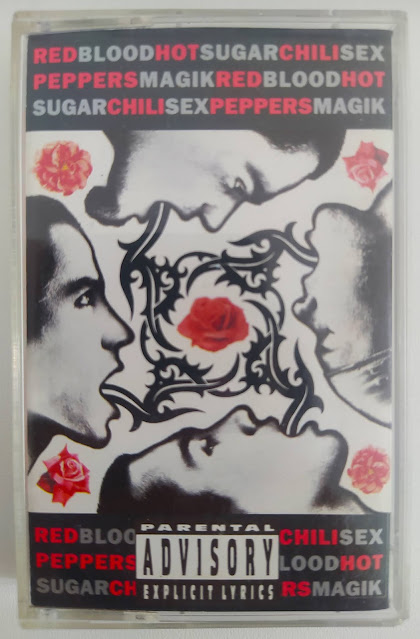 REDBLOODHOTSUGARCHILISEX
PEPPERSMAGIKREDBLOODHOT
SUGARCHILISEXPEPPERSMAGIK
REDBLOO CHILISEX
PEPPERS LOODHOT
SUGARCH RSMAGIK
PARENTAL
ADVISORY
EXPLICIT LYRICS